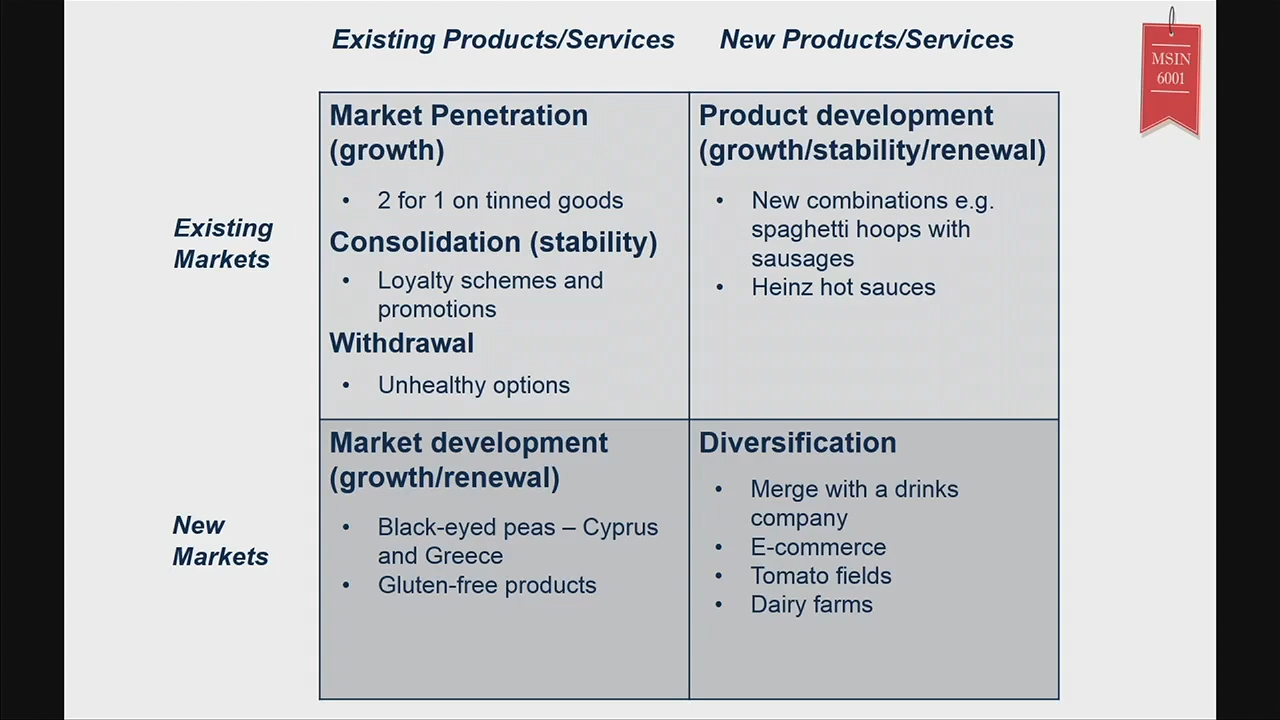 Existing Products/Services
New Products/Services
MSIN
6001
Existing
Markets
Market Penetration
(growth)
• 2 for 1 on tinned goods
Consolidation (stability)
• Loyalty schemes and
promotions
Withdrawal
• Unhealthy options
Product development
(growth/stability/renewal)
• New combinations e.g.
spaghetti hoops with
sausages
• Heinz hot sauces
New
Markets
Market development
(growth/renewal)
• Black-eyed peas – Cyprus
and Greece
• Gluten-free products
Diversification
• Merge with a drinks
company
• E-commerce
• Tomato fields
• Dairy farms